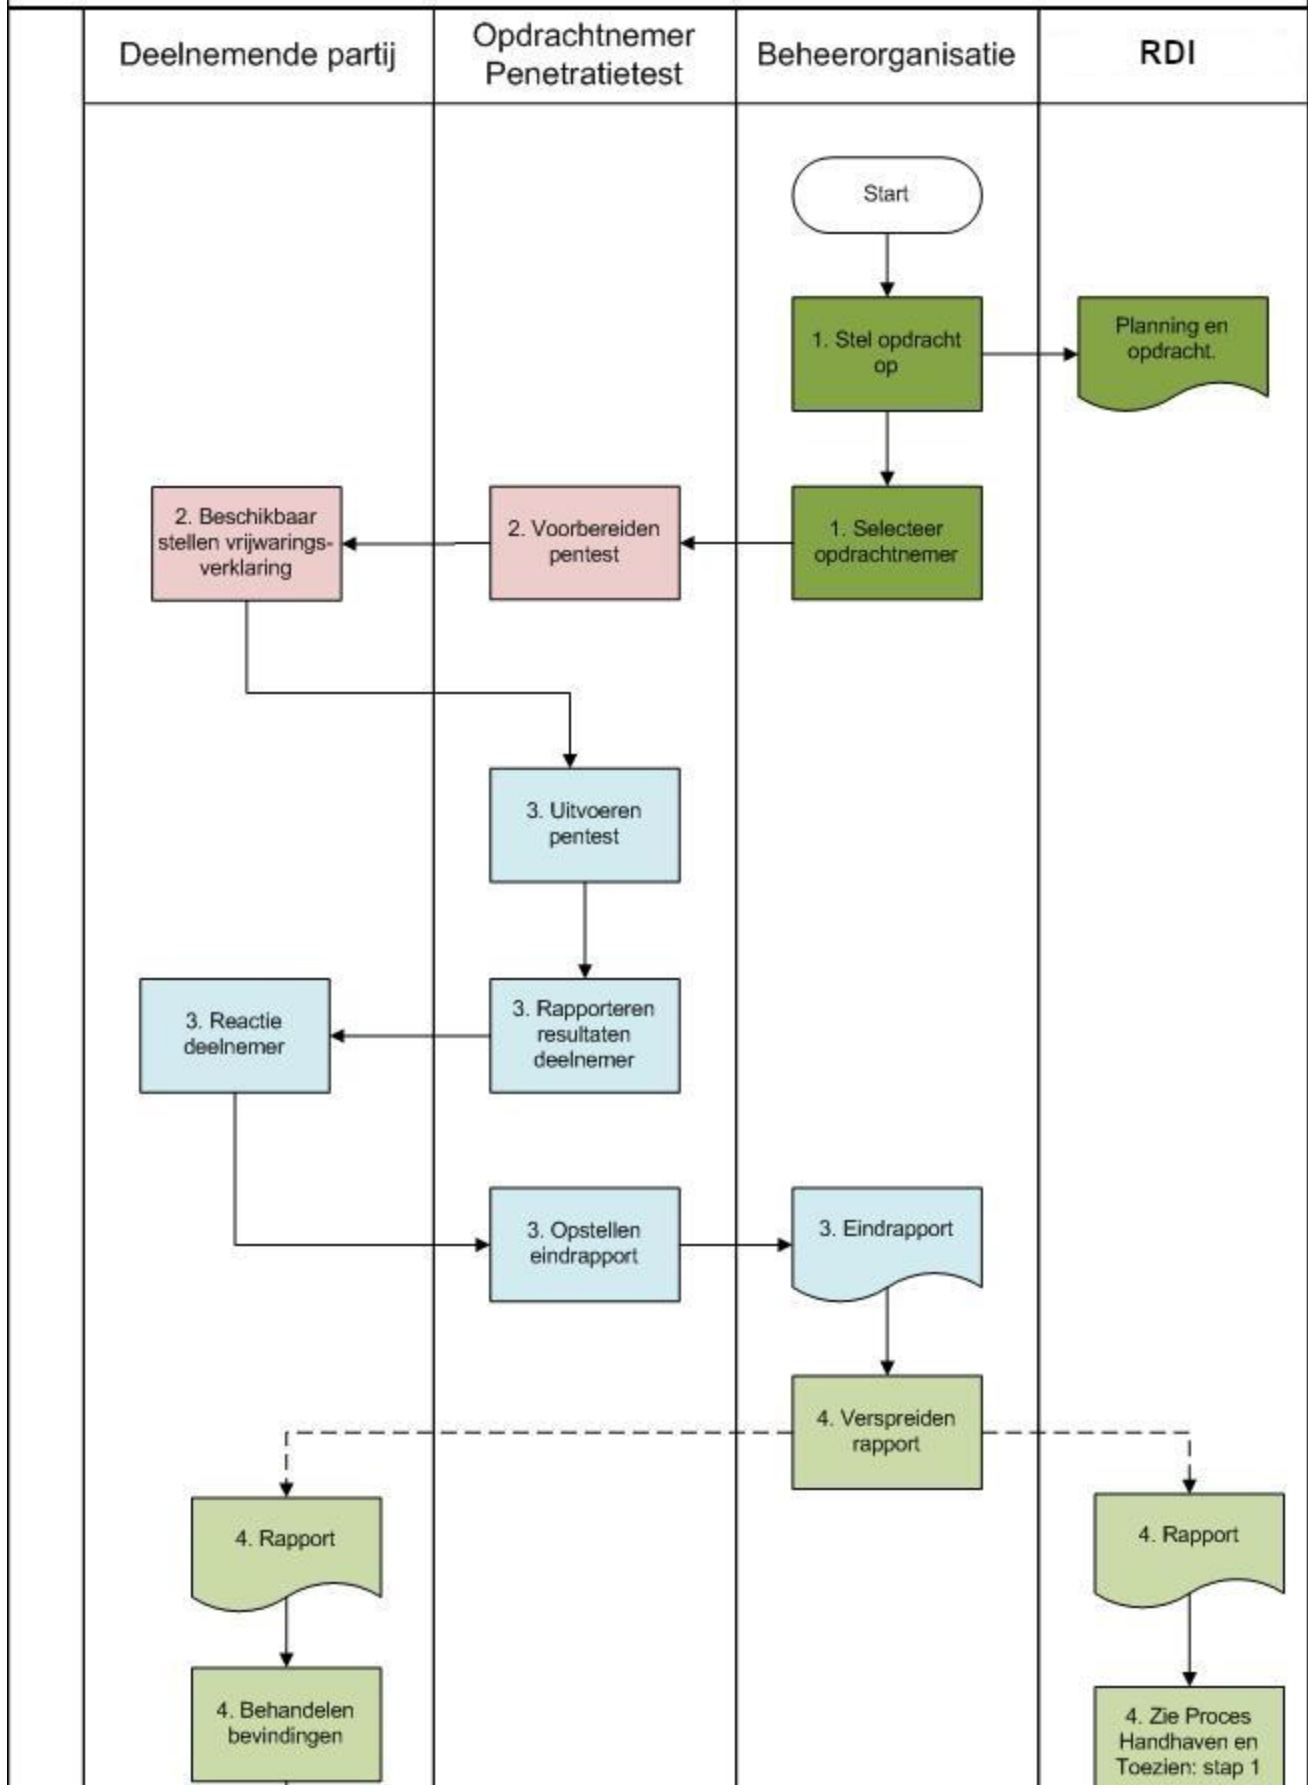 Deelnemende partij
Opdrachtnemer
Penetratietest
Beheerorganisatie
RDI
Start
1. Stel opdracht
op
Planning en
opdracht.
2. Beschikbaar
stellen vrijwarings-
verklaring
2. Voorbereiden
pentest
1. Selecteer
opdrachtnemer
3. Uitvoeren
pentest
3. Reactie
deelnemer
3. Rapporteren
resultaten
deelnemer
3. Opstellen
eindrapport
3. Eindrapport
4. Verspreiden
rapport
4. Rapport
4. Rapport
4. Behandelen
bevindingen
4. Zie Proces
Handhaven en
Toezien: stap 1